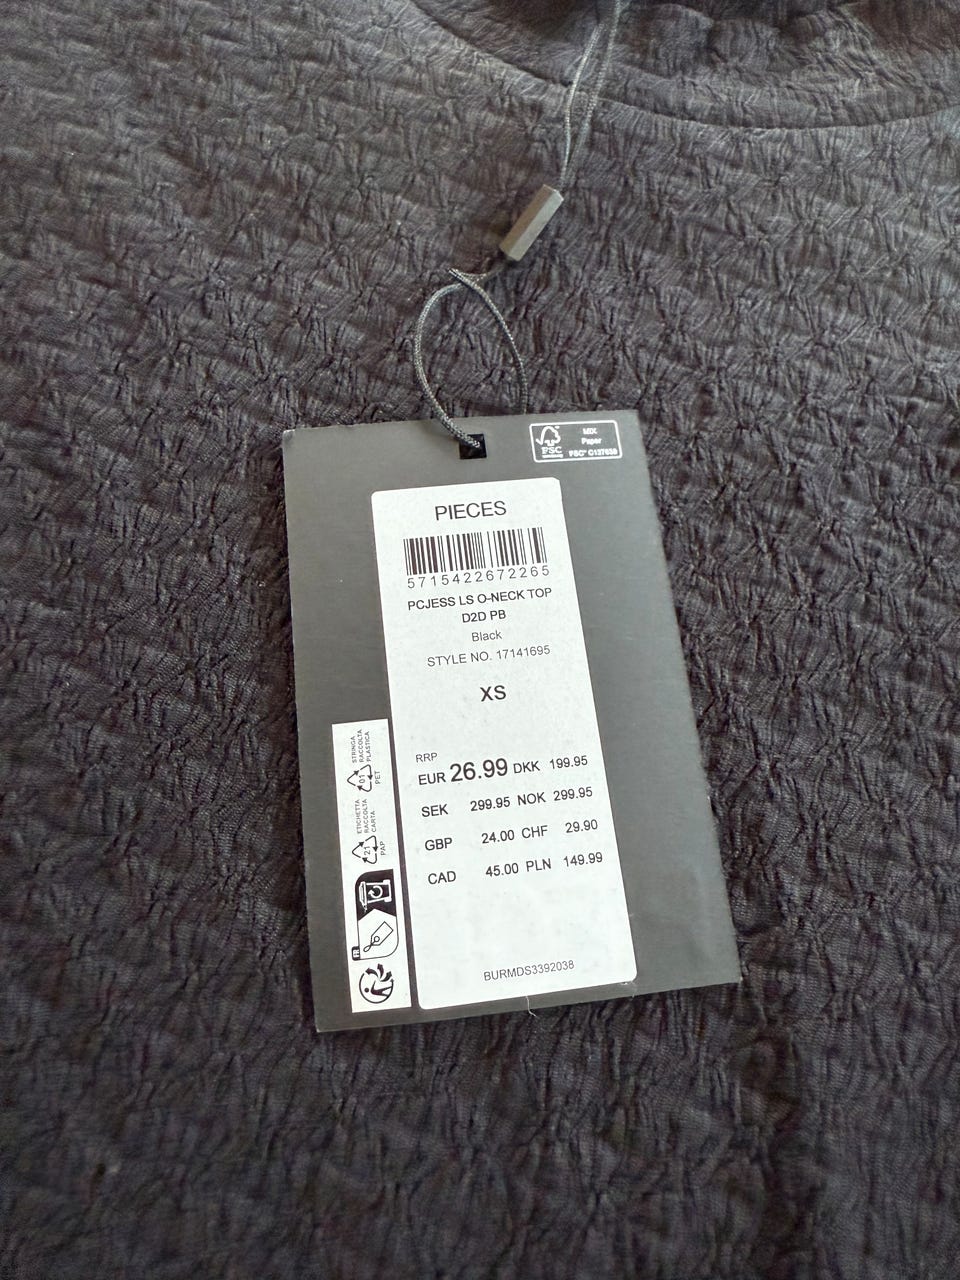 FSC
MIX
Paper
FSC® C127638
PIECES
5715422672265
PCJESS LS O-NECK TOP
D2D PB
Black
STYLE NO. 17141695
XS
RRP
EUR 26.99 DKK 199.95
SEK 299.95 NOK 299.95
GBP 24.00 CHF 29.90
CAD 45.00 PLN 149.99
BURMDS3392038
STRINGA
RACCOLTA
PLASTICA
01
PET
ETICHETTA
RACCOLTA
CARTA
21
PAP
FR